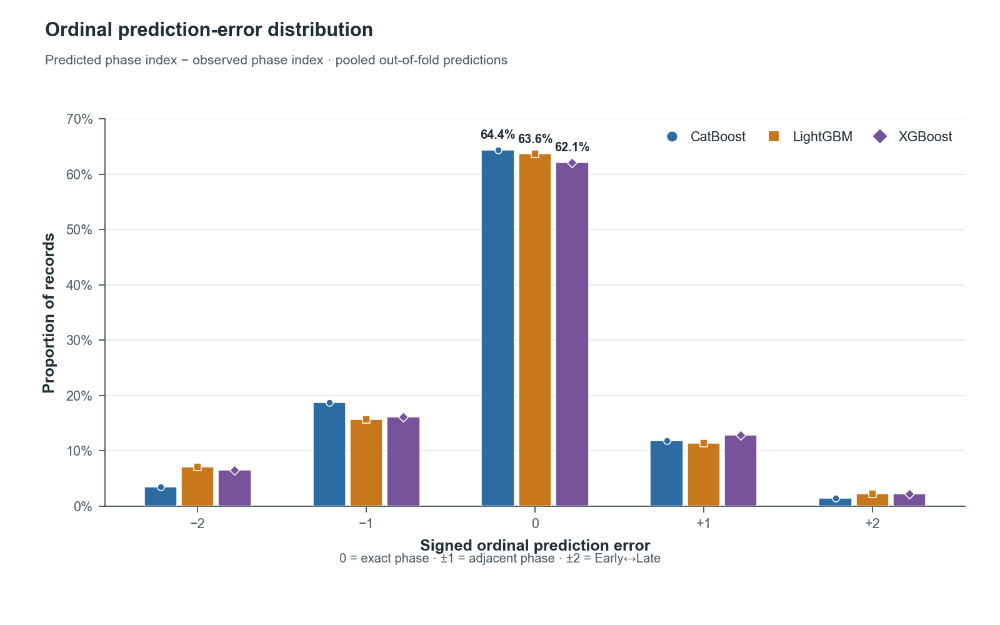 Ordinal prediction-error distribution
Predicted phase index − observed phase index · pooled out-of-fold predictions
70%
60%
50%
40%
30%
20%
10%
0%
Proportion of records
64.4%
63.6%
62.1%
CatBoost
LightGBM
XGBoost
−2
−1
0
+1
+2
Signed ordinal prediction error
0 = exact phase · ±1 = adjacent phase · ±2 = Early↔Late